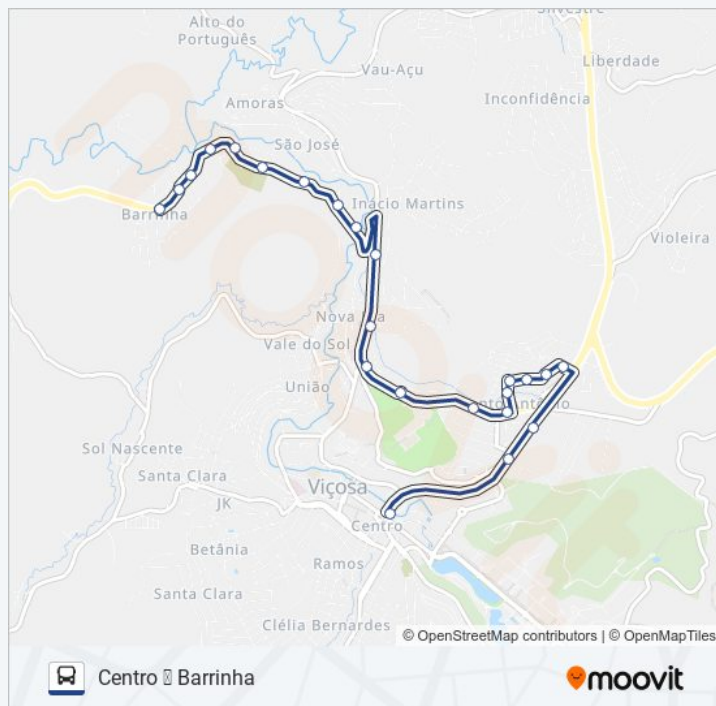 Silvestre
Alto do
Português
Liberdade
Vau-Açu
Inconfidência
Amoras
São José
Barrinha
Inácio Martins
Violeira
Vale do Sol
União
Sol Nascente
Santa Clara
JK
Viçosa
Centro
Betânia
Ramos
Santa Clara
Clélia Bernardes
© OpenStreetMap contributors | © OpenMapTiles
Centro Barrinha
moovit